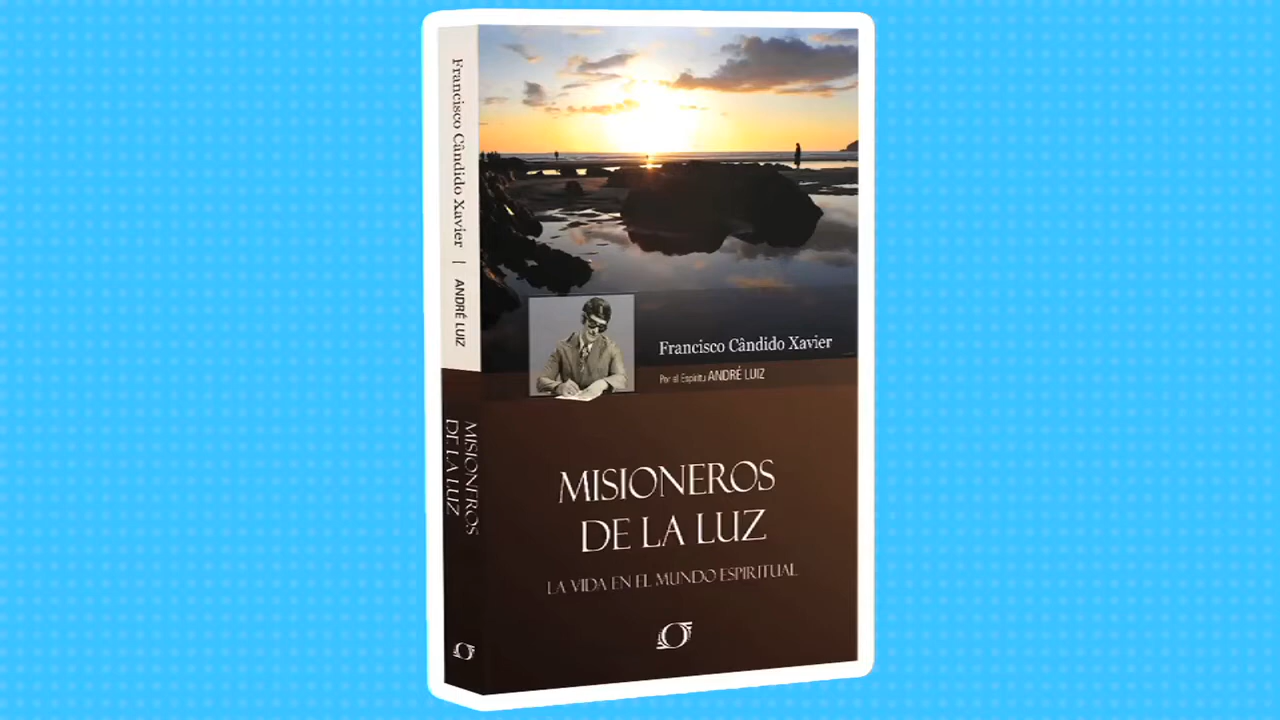 Francisco Cândido Xavier | ANDRÉ LUIZ
MISIONEROS
DE LA LUZ
Francisco Cândido Xavier
Por el Espíritu ANDRÉ LUIZ
MISIONEROS
DE LA LUZ
LA VIDA EN EL MUNDO ESPIRITUAL